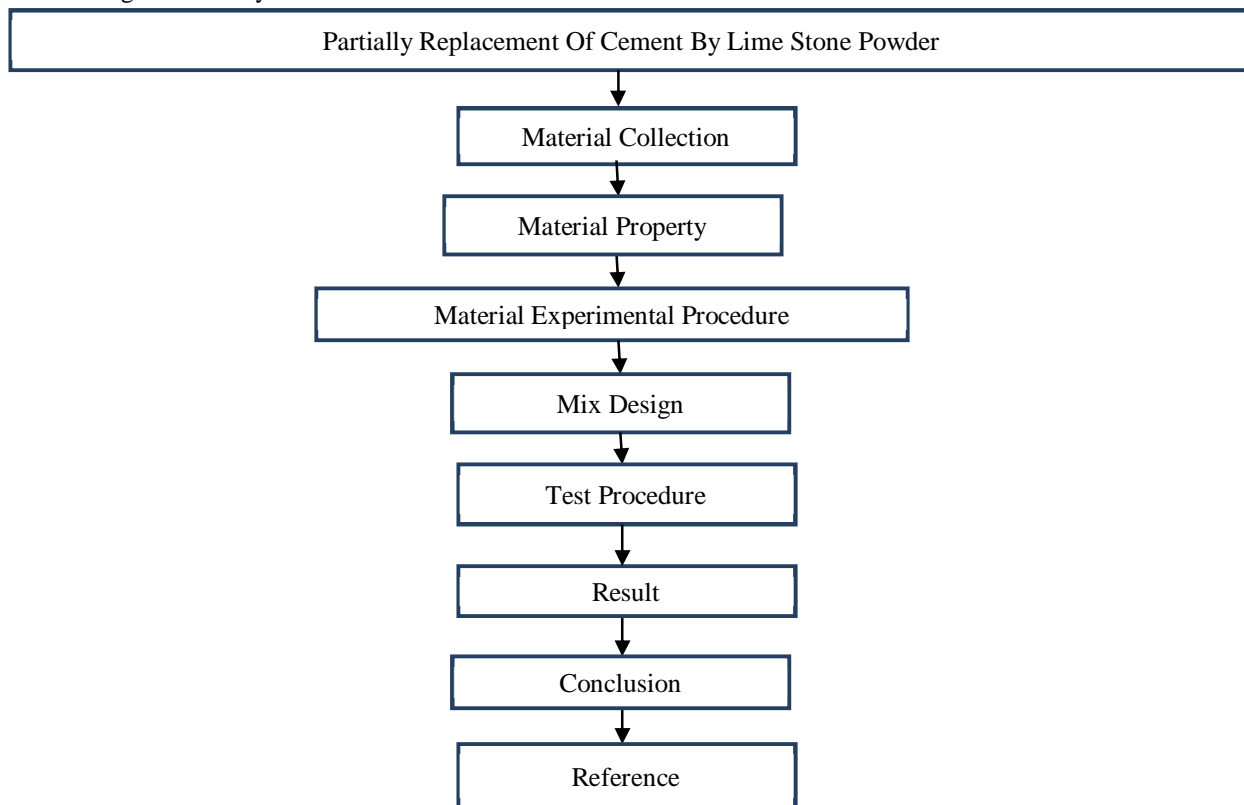 Partially Replacement Of Cement By Lime Stone Powder
Material Collection
Material Property
Material Experimental Procedure
Mix Design
Test Procedure
Result
Conclusion
Reference